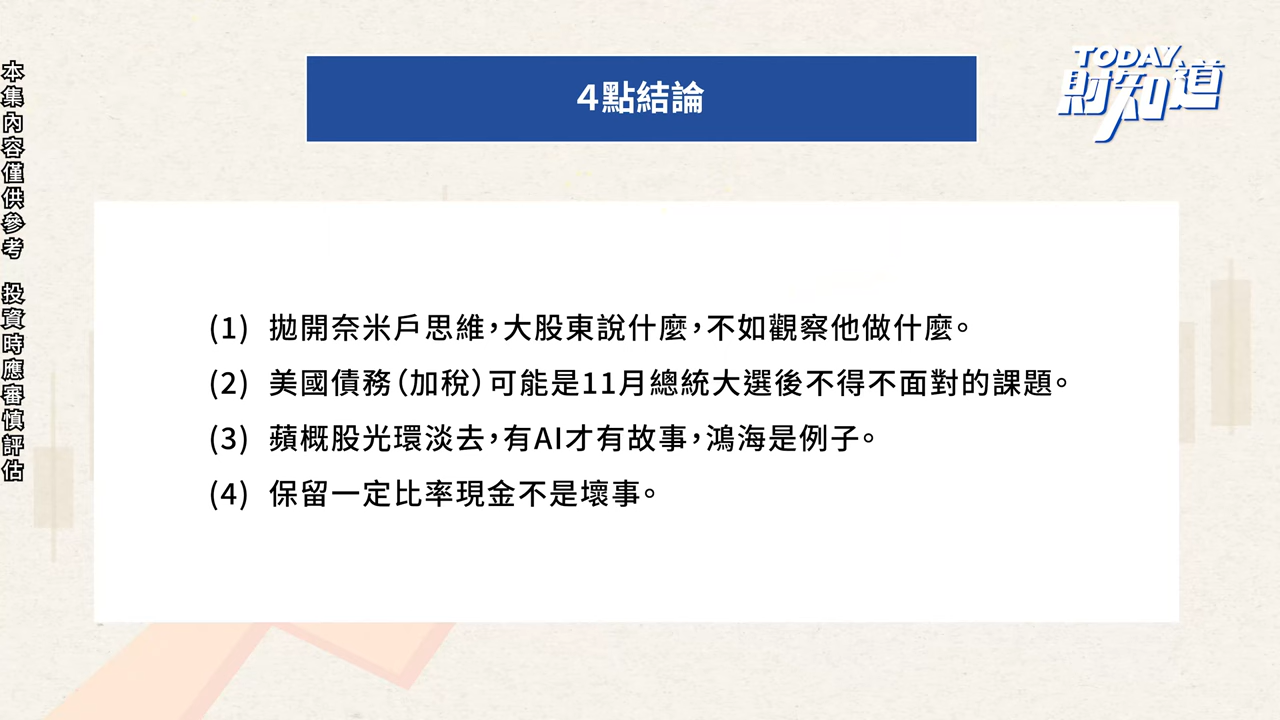 4點結論
TODAY
財知道
本集內容僅供參考 投資時應審慎評估
(1) 拋開奈米戶思維，大股東說什麼，不如觀察他做什麼。
(2) 美國債務（加稅）可能是11月總統大選後不得不面對的課題。
(3) 蘋概股光環淡去，有AI才有故事，鴻海是例子。
(4) 保留一定比率現金不是壞事。